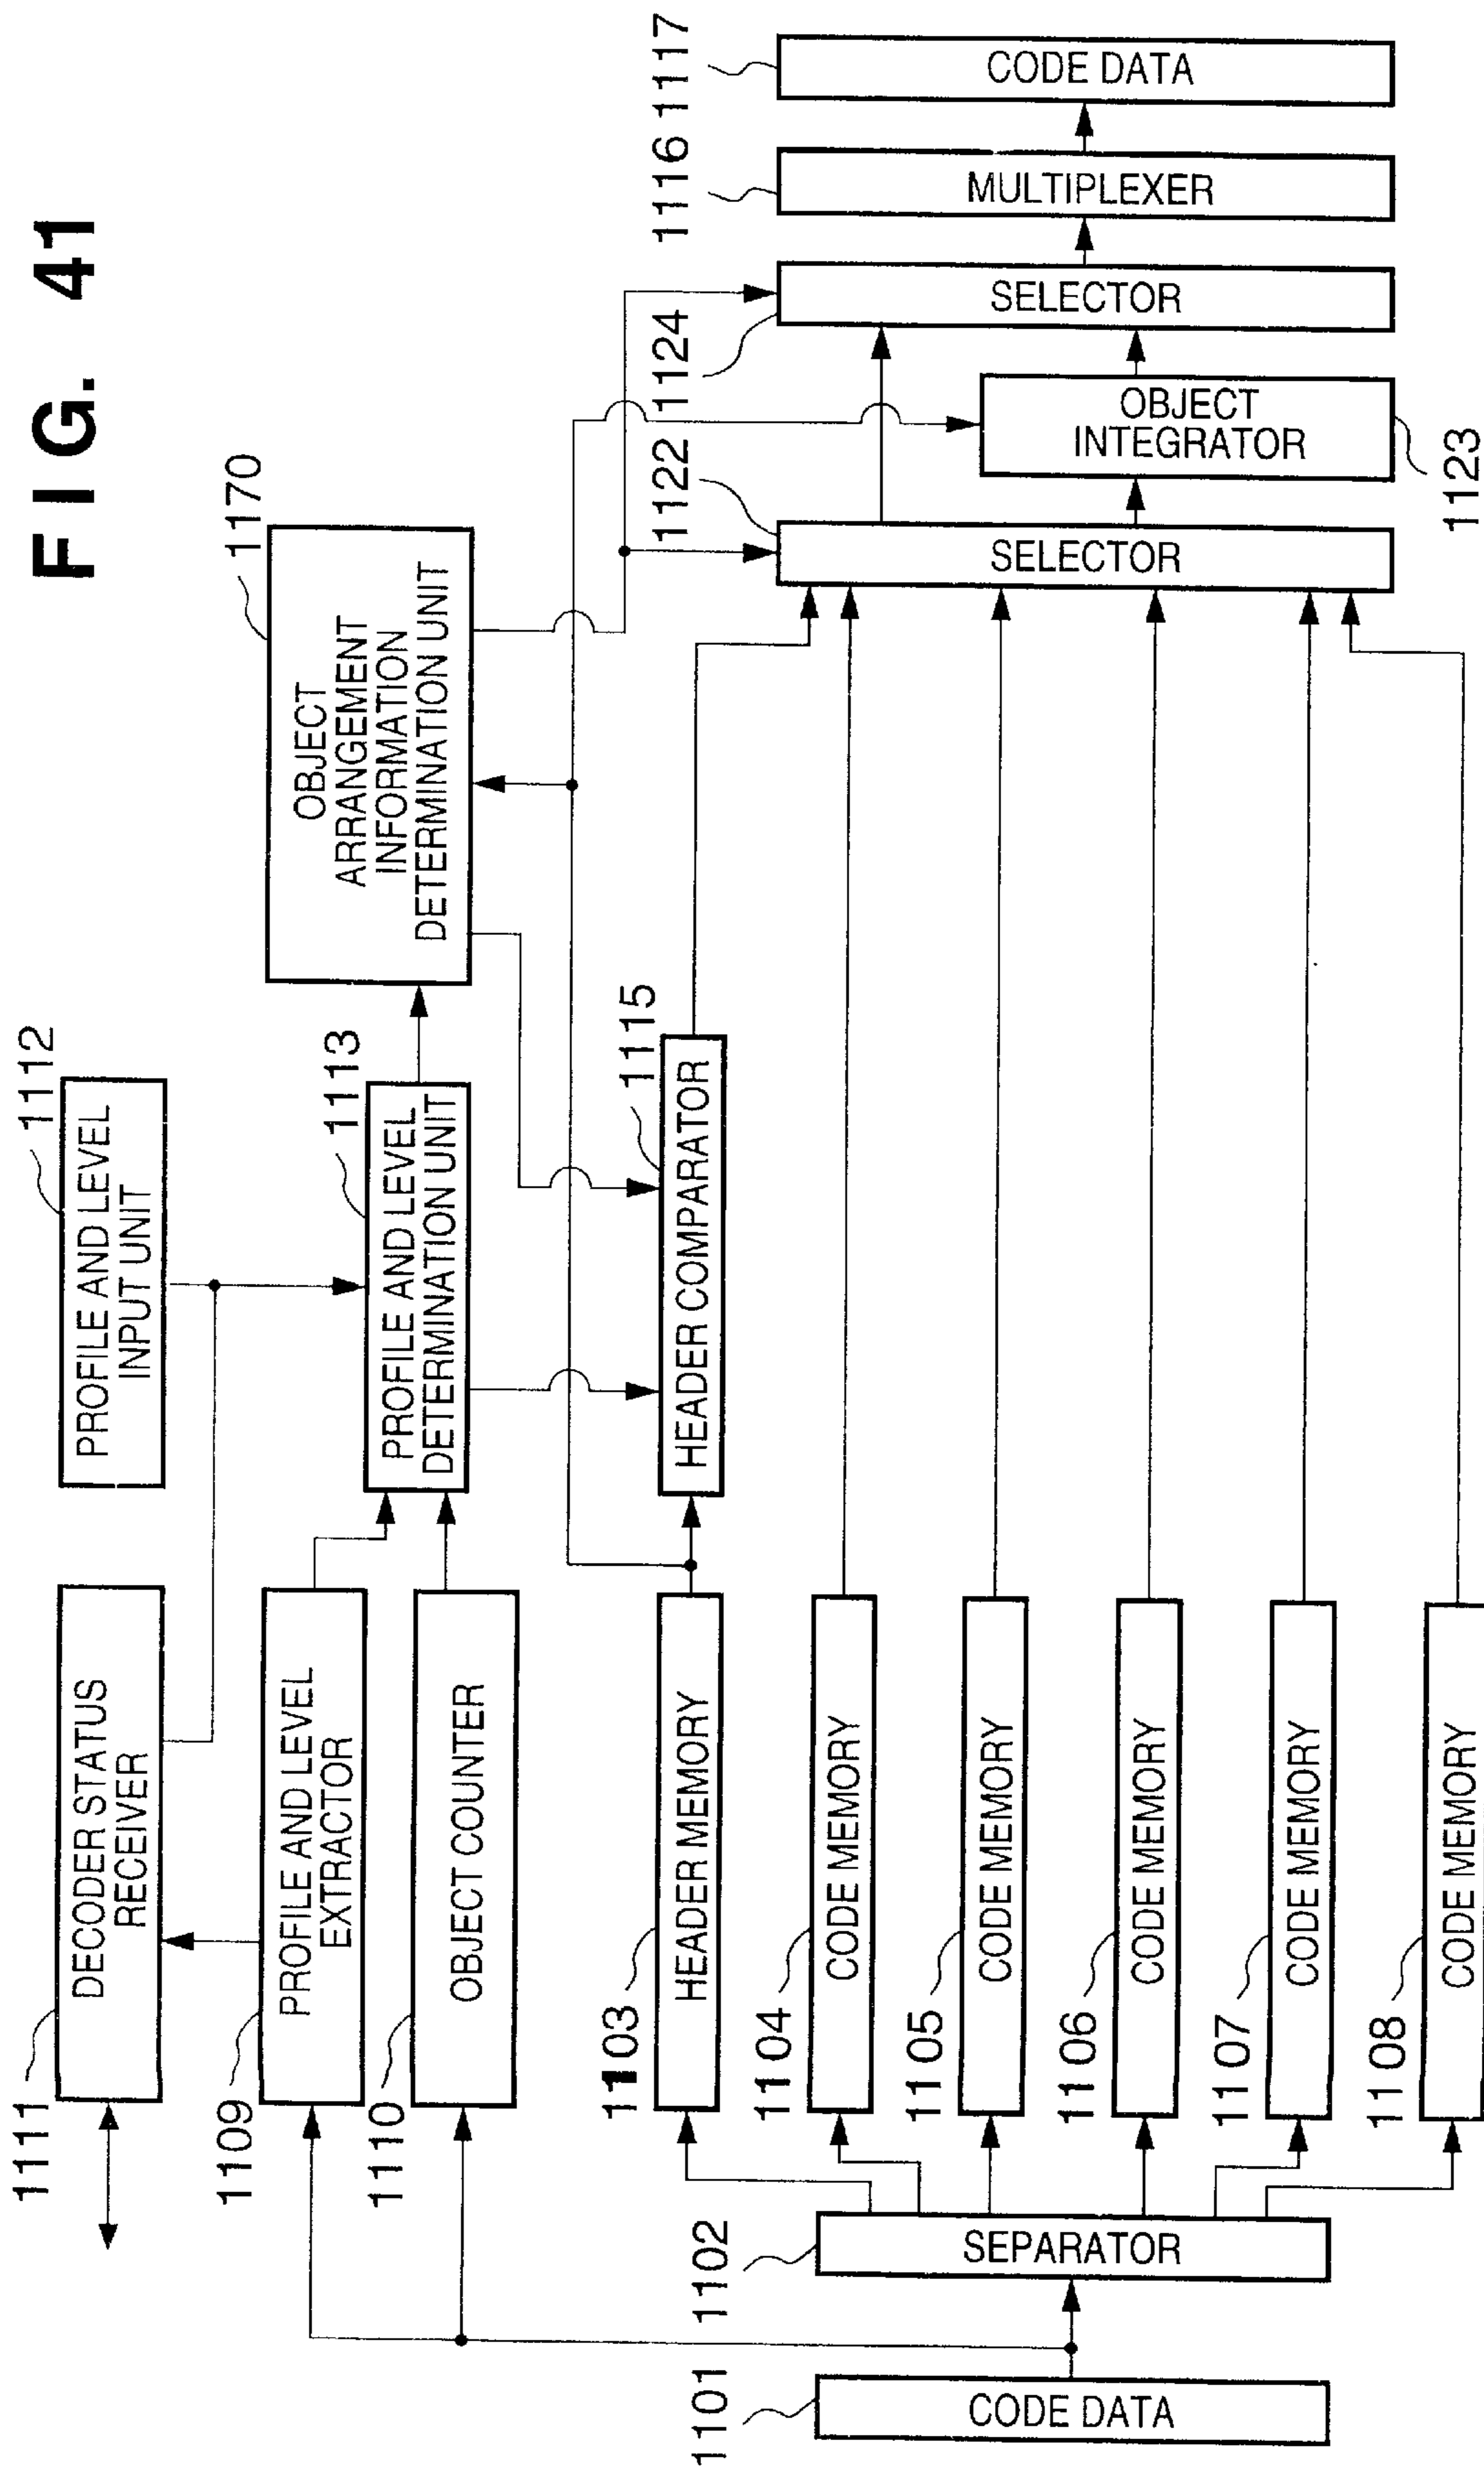 FIG. 41
1111
DECODER STATUS
RECEIVER
1112
PROFILE AND LEVEL
INPUT UNIT
1109
PROFILE AND LEVEL
EXTRACTOR
1110
OBJECT COUNTER
1113
PROFILE AND LEVEL
DETERMINATION UNIT
1170
OBJECT
ARRANGEMENT
INFORMATION
DETERMINATION UNIT
1103
HEADER MEMORY
1115
HEADER COMPARATOR
1101
CODE DATA
1102
SEPARATOR
1104
CODE MEMORY
1105
CODE MEMORY
1106
CODE MEMORY
1107
CODE MEMORY
1108
CODE MEMORY
1122
SELECTOR
1123
OBJECT
INTEGRATOR
1124
SELECTOR
1116
MULTIPLEXER
1117
CODE DATA